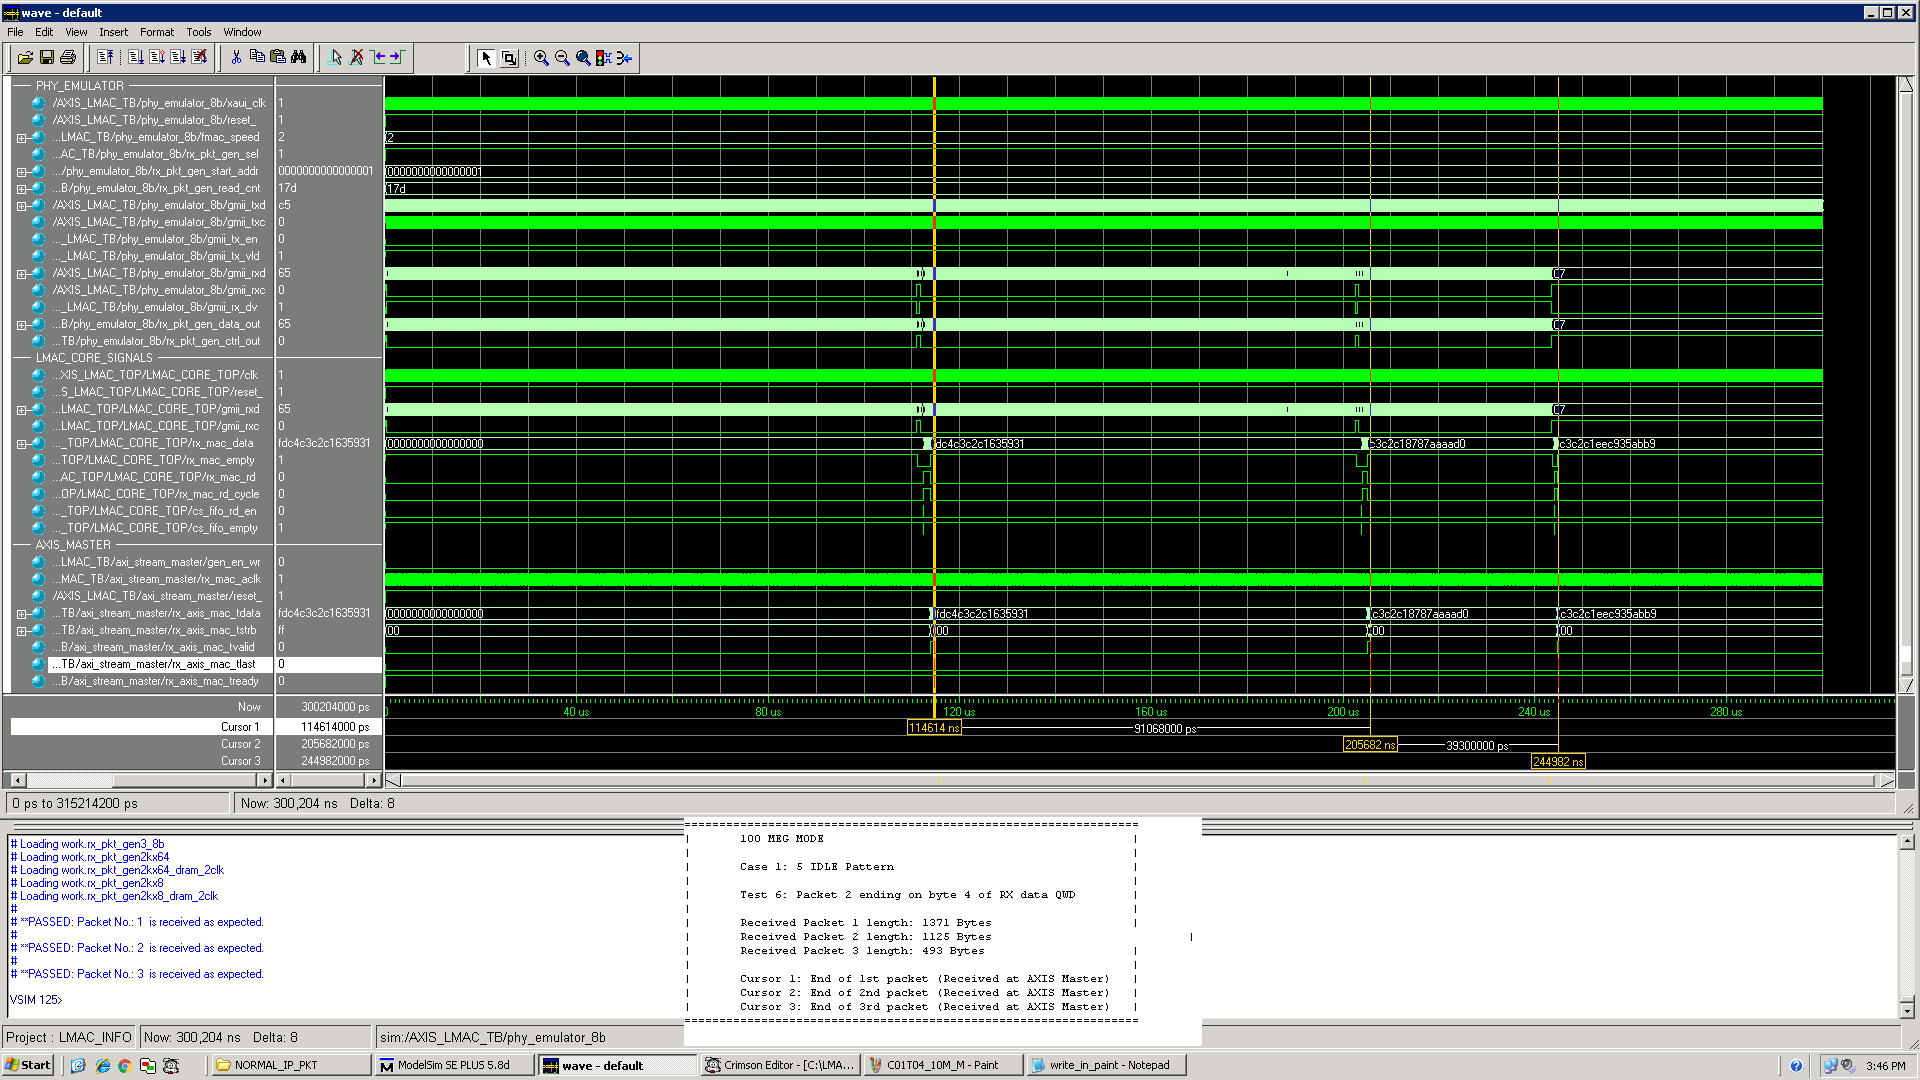 wave - default
File Edit View Insert Format Tools Window
PHY_EMULATOR
/AXIS_LMAC_TB/phy_emulator_8b/xaui_clk 1
/AXIS_LMAC_TB/phy_emulator_8b/reset_ 1
...LMAC_TB/phy_emulator_8b/fmac_speed 2 2
...AC_TB/phy_emulator_8b/rx_pkt_gen_sel 1
.../phy_emulator_8b/rx_pkt_gen_start_addr 0000000000000001 0000000000000001
...B/phy_emulator_8b/rx_pkt_gen_read_cnt 17d 17d
/AXIS_LMAC_TB/phy_emulator_8b/gmii_txd c5
/AXIS_LMAC_TB/phy_emulator_8b/gmii_txc 0
..._LMAC_TB/phy_emulator_8b/gmii_tx_en 0
..._LMAC_TB/phy_emulator_8b/gmii_tx_vld 1
/AXIS_LMAC_TB/phy_emulator_8b/gmii_rxd 65 07
/AXIS_LMAC_TB/phy_emulator_8b/gmii_rxc 0
..._LMAC_TB/phy_emulator_8b/gmii_rx_dv 1
...B/phy_emulator_8b/rx_pkt_gen_data_out 65 07
...TB/phy_emulator_8b/rx_pkt_gen_ctrl_out 0
LMAC_CORE_SIGNALS
...XIS_LMAC_TOP/LMAC_CORE_TOP/clk 1
...S_LMAC_TOP/LMAC_CORE_TOP/reset_ 1
...LMAC_TOP/LMAC_CORE_TOP/gmii_rxd 65 07
...LMAC_TOP/LMAC_CORE_TOP/gmii_rxc 0
..._TOP/LMAC_CORE_TOP/rx_mac_data fdc4c3c2c1635931 0000000000000000 fdc4c3c2c1635931 c3c2c18787aaaad0 c3c2c1eec935abb9
...TOP/LMAC_CORE_TOP/rx_mac_empty 1
...AC_TOP/LMAC_CORE_TOP/rx_mac_rd 0
...OP/LMAC_CORE_TOP/rx_mac_rd_cycle 0
...TOP/LMAC_CORE_TOP/cs_fifo_rd_en 0
..._TOP/LMAC_CORE_TOP/cs_fifo_empty 1
AXIS_MASTER
...LMAC_TB/axi_stream_master/gen_en_wr 0
...MAC_TB/axi_stream_master/rx_mac_aclk 1
/AXIS_LMAC_TB/axi_stream_master/reset_ 1
...TB/axi_stream_master/rx_axis_mac_tdata fdc4c3c2c1635931 0000000000000000 fdc4c3c2c1635931 c3c2c18787aaaad0 c3c2c1eec935abb9
...TB/axi_stream_master/rx_axis_mac_tstrb ff 00 00 00 00
...B/axi_stream_master/rx_axis_mac_tvalid 0
...TB/axi_stream_master/rx_axis_mac_tlast 0
...B/axi_stream_master/rx_axis_mac_tready 0
Now 300204000 ps 40 us 80 us 120 us 160 us 200 us 240 us 280 us
Cursor 1 114614000 ps 114614 ns 91068000 ps
Cursor 2 205682000 ps 205682 ns 39300000 ps
Cursor 3 244982000 ps 244982 ns
0 ps to 315214200 ps Now: 300,204 ns Delta: 8
# Loading work.rx_pkt_gen3_8b
# Loading work.rx_pkt_gen2kx64
# Loading work.rx_pkt_gen2kx64_dram_2clk
# Loading work.rx_pkt_gen2kx8
# Loading work.rx_pkt_gen2kx8_dram_2clk
#
# **PASSED: Packet No.: 1 is received as expected.
#
# **PASSED: Packet No.: 2 is received as expected.
#
# **PASSED: Packet No.: 3 is received as expected.
VSIM 125>
100 MEG MODE
Case 1: 5 IDLE Pattern
Test 6: Packet 2 ending on byte 4 of RX data QWD
Received Packet 1 length: 1371 Bytes
Received Packet 2 length: 1125 Bytes
Received Packet 3 length: 493 Bytes
Cursor 1: End of 1st packet (Received at AXIS Master)
Cursor 2: End of 2nd packet (Received at AXIS Master)
Cursor 3: End of 3rd packet (Received at AXIS Master)
Project : LMAC_INFO Now: 300,204 ns Delta: 8 sim:/AXIS_LMAC_TB/phy_emulator_8b
Start NORMAL_IP_PKT ModelSim SE PLUS 5.8d wave - default Crimson Editor - [C:\LMA... C01T04_10M_M - Paint write_in_paint - Notepad 3:46 PM